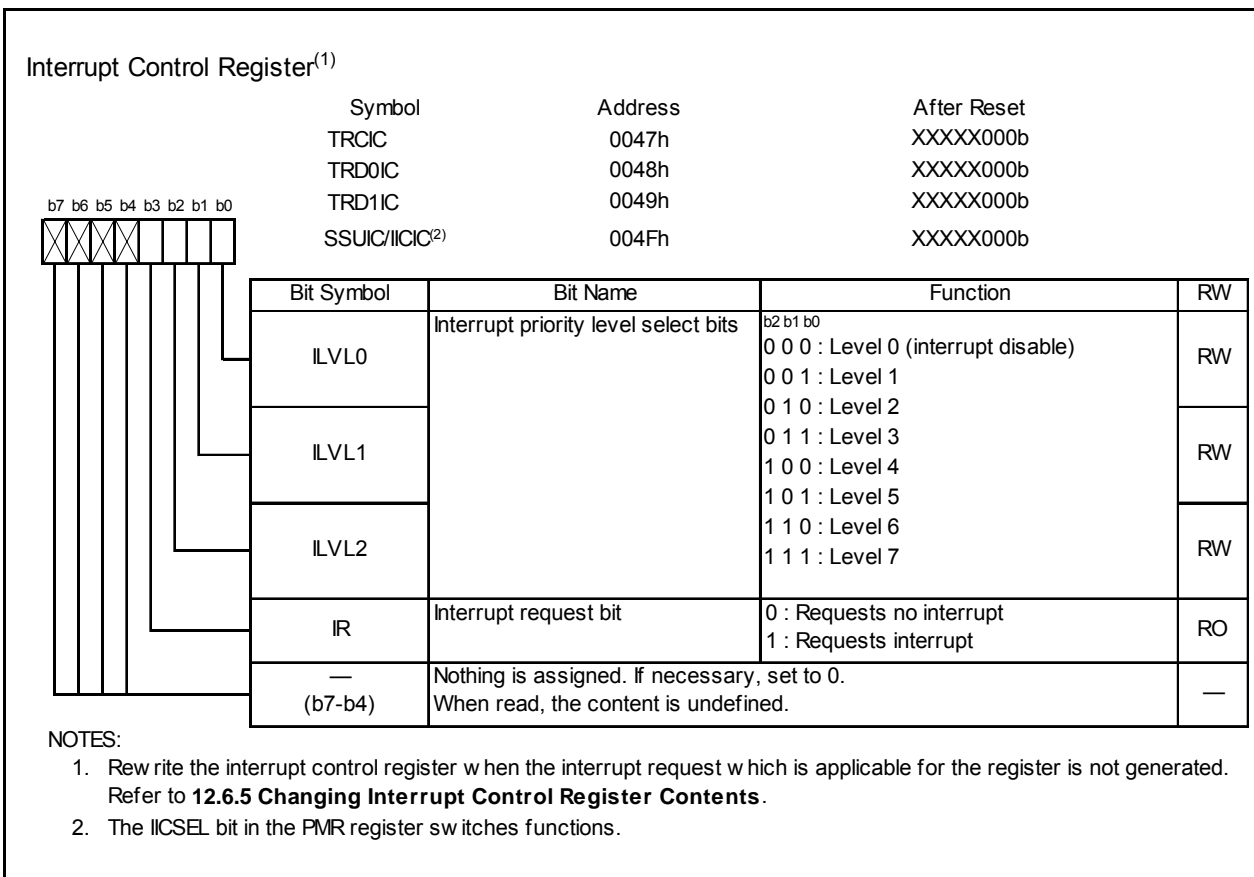 Interrupt Control Register(1)
Symbol Address After Reset
TRCIC 0047h XXXXX000b
TRD0IC 0048h XXXXX000b
TRD1IC 0049h XXXXX000b
SSUIC/IICIC(2) 004Fh XXXXX000b
b7 b6 b5 b4 b3 b2 b1 b0
Bit Symbol Bit Name Function RW
ILVL0 Interrupt priority level select bits b2 b1 b0 RW
0 0 0 : Level 0 (interrupt disable)
0 0 1 : Level 1
0 1 0 : Level 2
ILVL1 0 1 1 : Level 3 RW
1 0 0 : Level 4
1 0 1 : Level 5
ILVL2 1 1 0 : Level 6 RW
1 1 1 : Level 7
IR Interrupt request bit 0 : Requests no interrupt RO
1 : Requests interrupt
— Nothing is assigned. If necessary, set to 0. —
(b7-b4) When read, the content is undefined.
NOTES:
1. Rewrite the interrupt control register when the interrupt request which is applicable for the register is not generated.
Refer to 12.6.5 Changing Interrupt Control Register Contents.
2. The IICSEL bit in the PMR register switches functions.